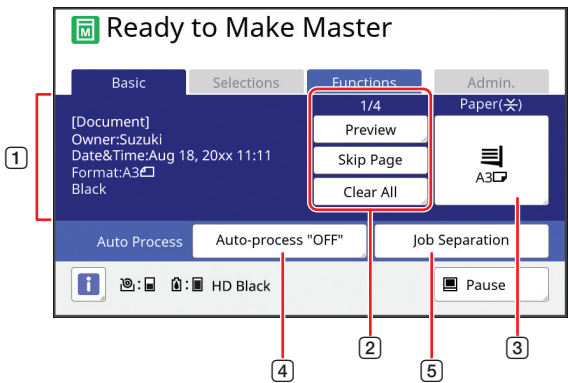 M Ready to Make Master
Basic Selections Functions Admin.
1/4 Paper(⚹)
[Document]
Owner:Suzuki
Date&Time:Aug 18, 20xx 11:11
Format:A3
Black
Preview
Skip Page
Clear All
A3
1
Auto Process Auto-process "OFF" Job Separation
i : : HD Black Pause
2 3
4 5